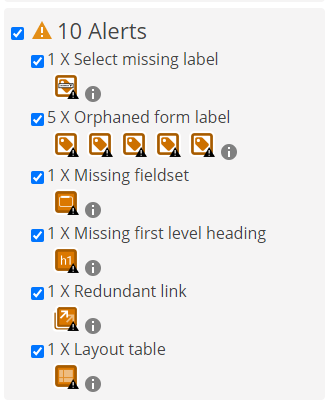 10 Alerts
1 X Select missing label
5 X Orphaned form label
1 X Missing fieldset
1 X Missing first level heading
h1
1 X Redundant link
1 X Layout table